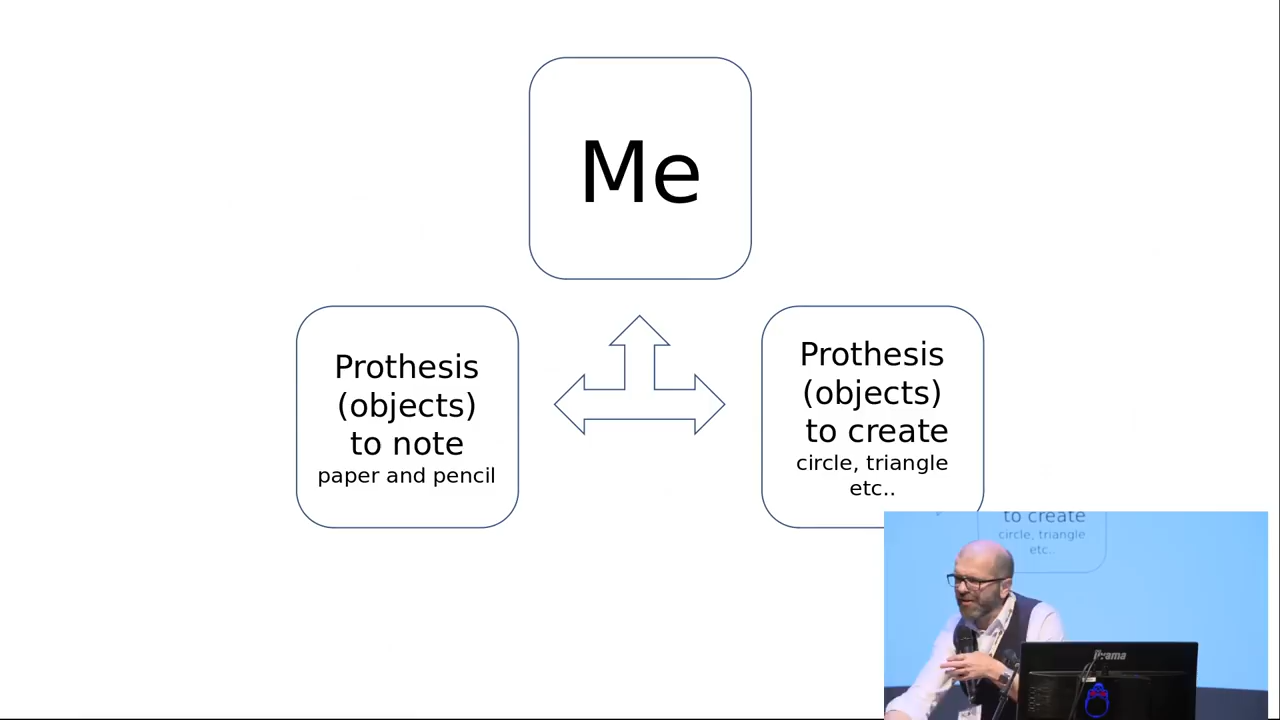 Me
Prothesis
(objects)
to note
paper and pencil
Prothesis
(objects)
to create
circle, triangle
etc..
to create
circle, triangle
etc..
iiyama